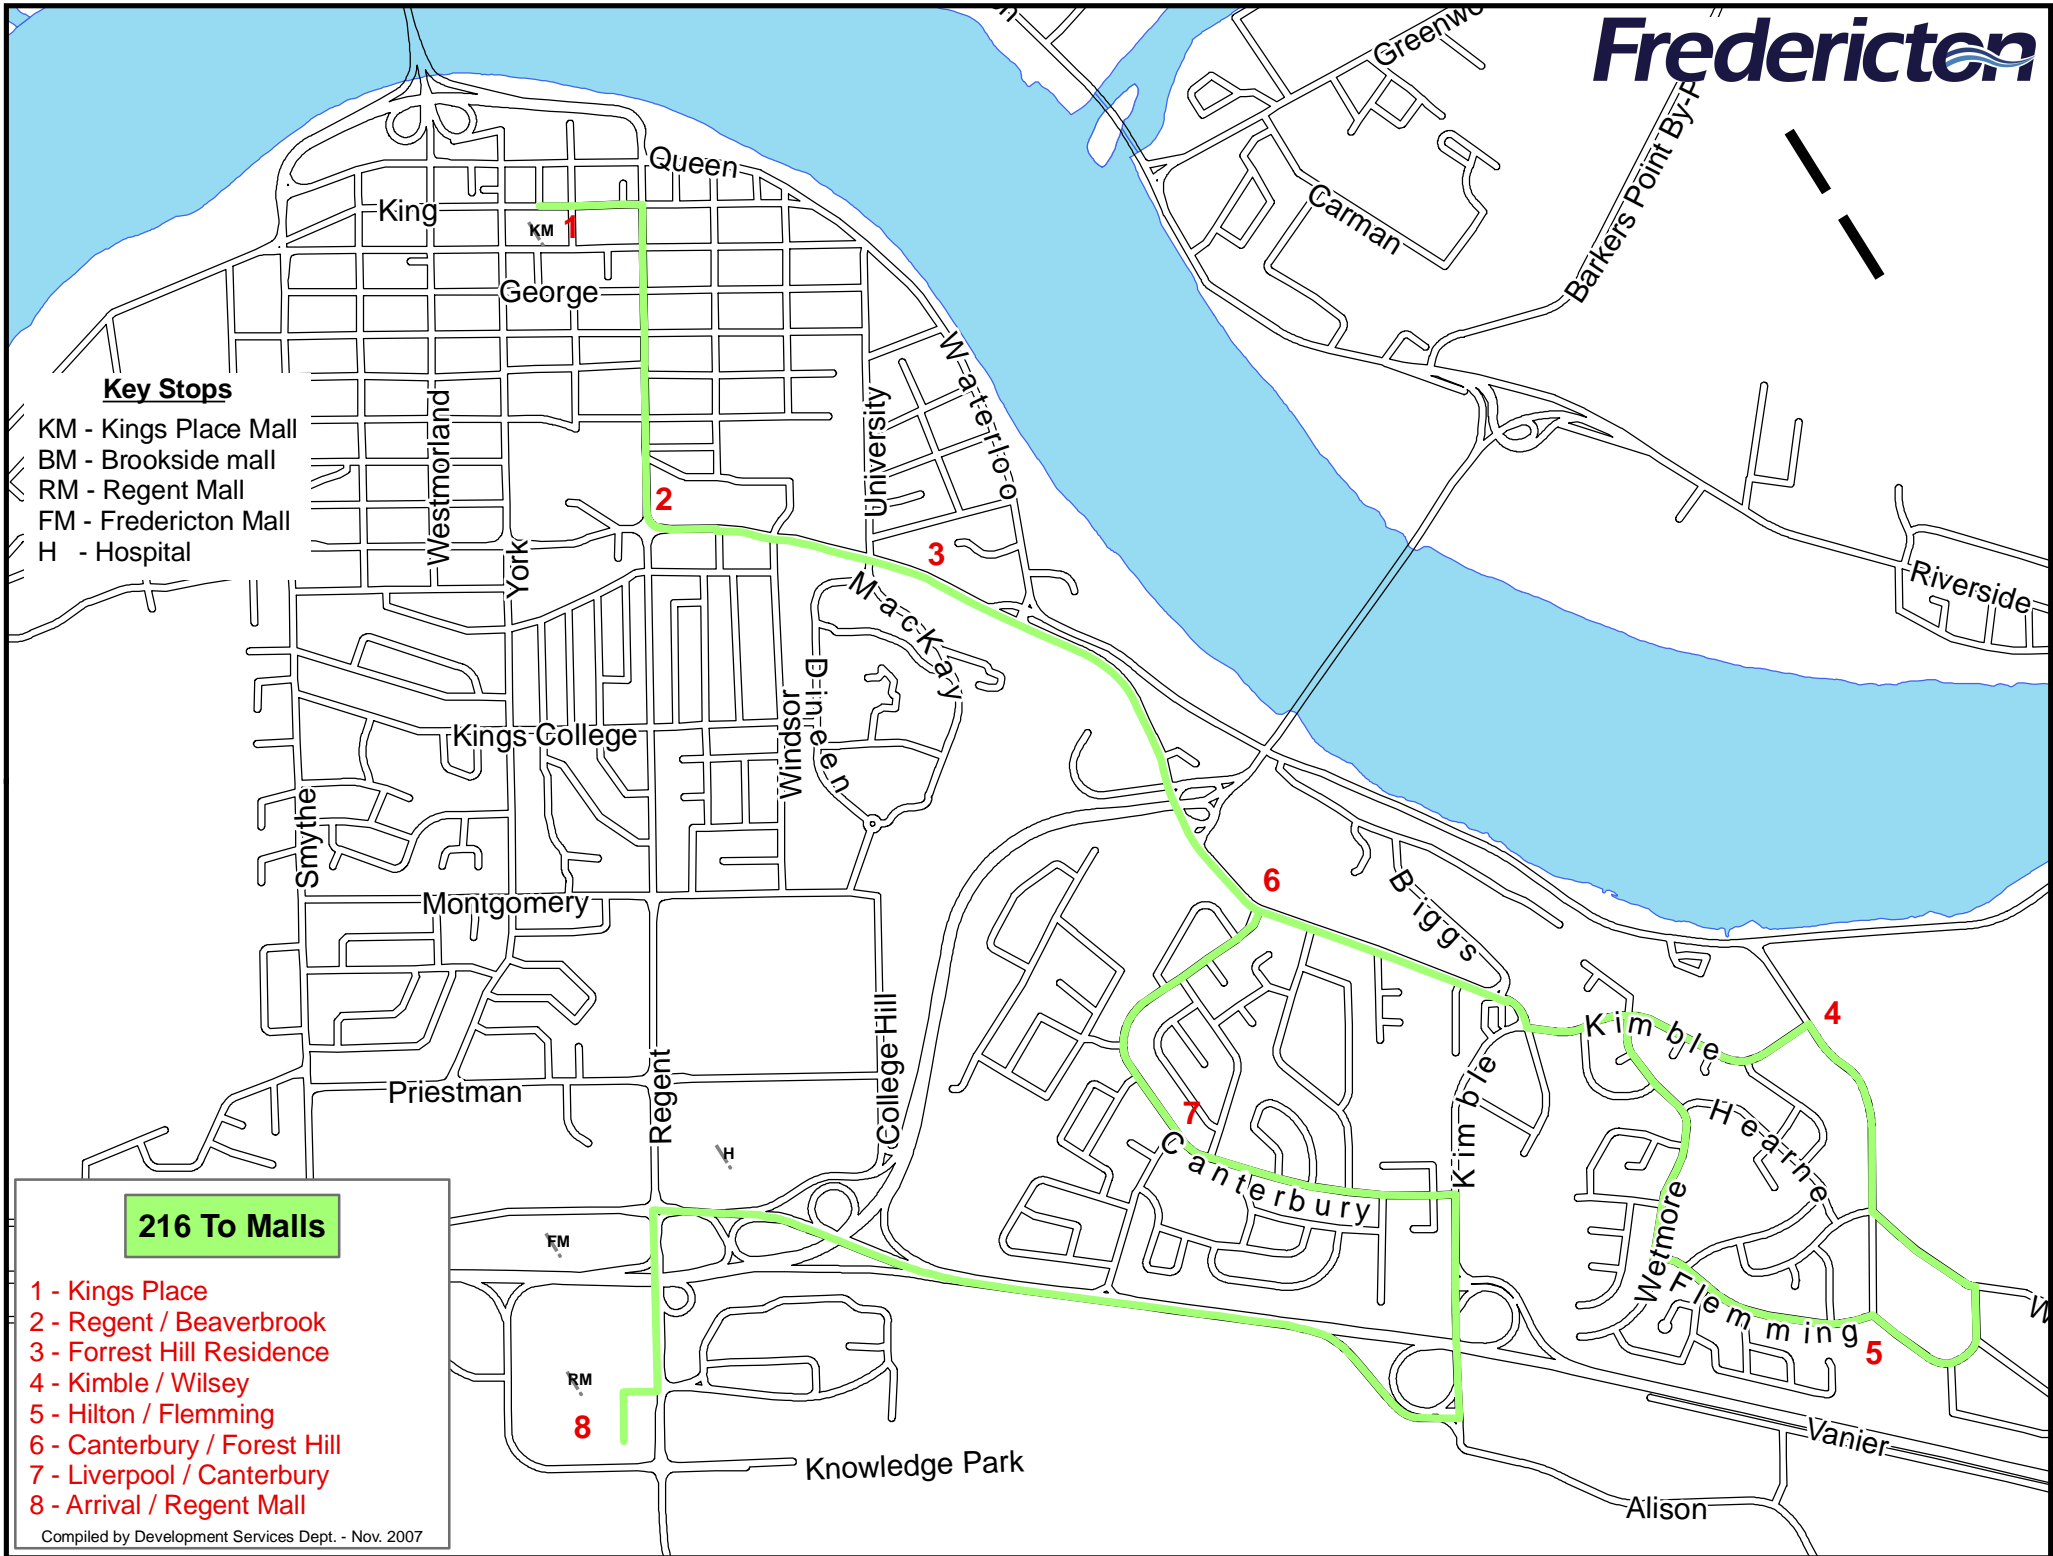 Fredericton
Greenwo
Queen
King
KM
1
Carman
Barkers Point By-P
George
Waterloo
Key Stops
KM - Kings Place Mall
BM - Brookside mall
RM - Regent Mall
FM - Fredericton Mall
H - Hospital
Westmorland
University
2
3
York
MacKay
Riverside
Windsor
Dineen
Kings College
Smythe
6
Biggs
Montgomery
College Hill
4
Kimble
Kimble
Regent
Priestman
7
Hearne
H
Canterbury
Wetmore
FM
Flemming
W
5
RM
8
Vanier
Knowledge Park
Alison
216 To Malls
1 - Kings Place
2 - Regent / Beaverbrook
3 - Forrest Hill Residence
4 - Kimble / Wilsey
5 - Hilton / Flemming
6 - Canterbury / Forest Hill
7 - Liverpool / Canterbury
8 - Arrival / Regent Mall
Compiled by Development Services Dept. - Nov. 2007